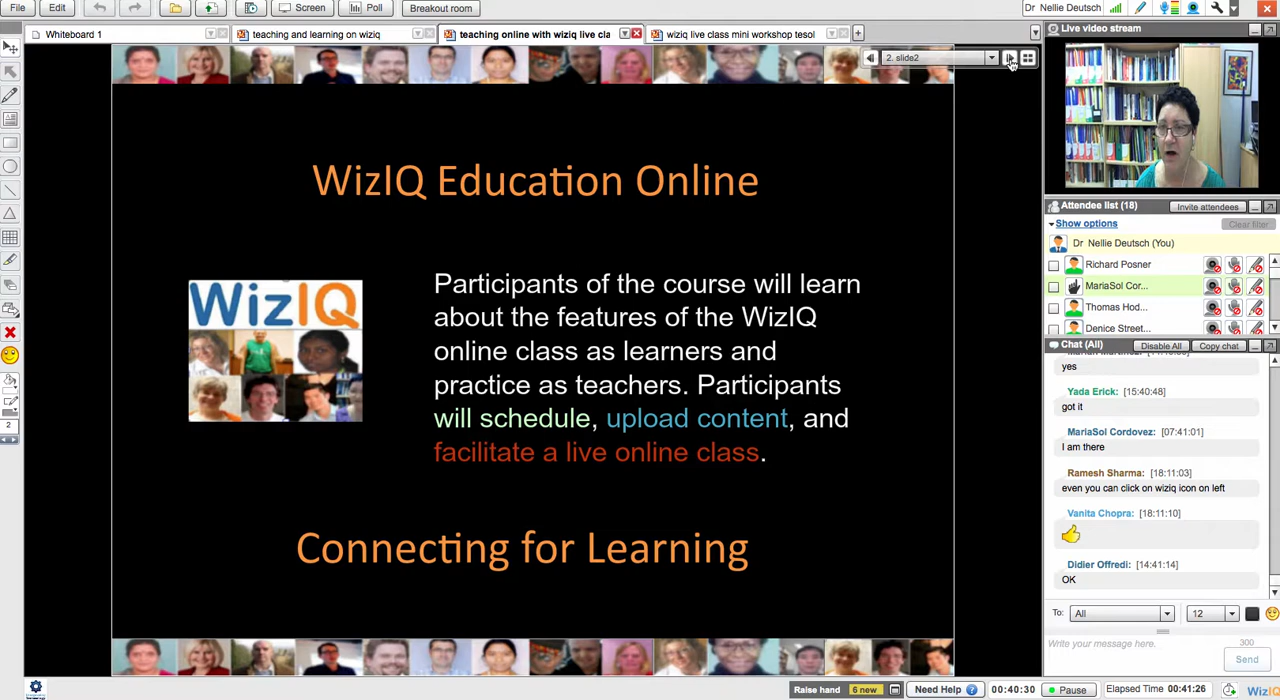 File Edit Screen Poll Breakout room Dr Nellie Deutsch
Whiteboard 1 teaching and learning on wiziq teaching online with wiziq live cla wiziq live class mini workshop tesol
2. slide2
WizIQ Education Online
WizIQ
Participants of the course will learn
about the features of the WizIQ
online class as learners and
practice as teachers. Participants
will schedule, upload content, and
facilitate a live online class.
Connecting for Learning
2
Live video stream
Attendee list (18) Invite attendees
Show options Clear filter
Dr Nellie Deutsch (You)
Richard Posner
MariaSol Cor...
Thomas Hod...
Denice Street...
Chat (All) Disable All Copy chat
yes
Yada Erick: [15:40:48]
got it
MariaSol Cordovez: [07:41:01]
I am there
Ramesh Sharma: [18:11:03]
even you can click on wiziq icon on left
Vanita Chopra: [18:11:10]
Didier Offredi: [14:41:14]
OK
To: All 12
Write your message here. 300
Send
Raise hand 6 new Need Help ? 00:40:30 Pause Elapsed Time 00:41:26 WizIQ